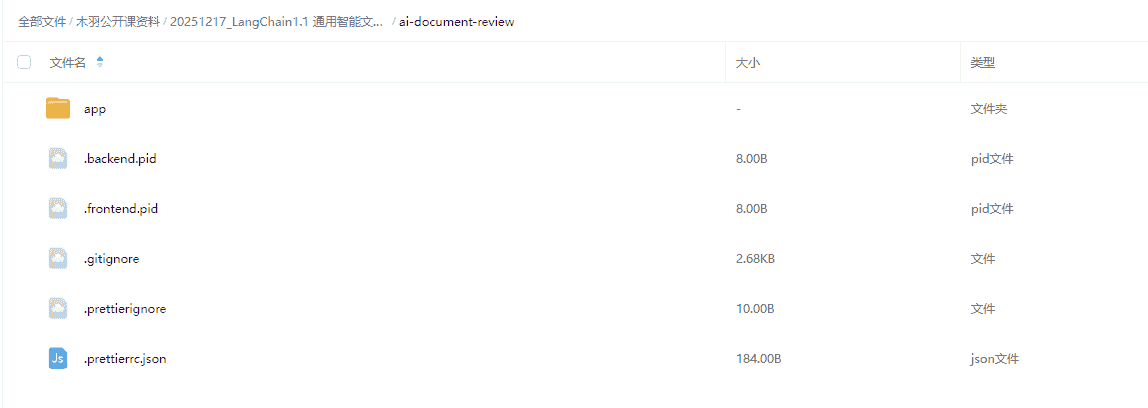 全部文件 / 木羽公开课资料 / 20251217_LangChain1.1 通用智能文... / ai-document-review
文件名 大小 类型
app - 文件夹
.backend.pid 8.00B pid文件
.frontend.pid 8.00B pid文件
.gitignore 2.68KB 文件
.prettierignore 10.00B 文件
Js .prettierrc.json 184.00B json文件